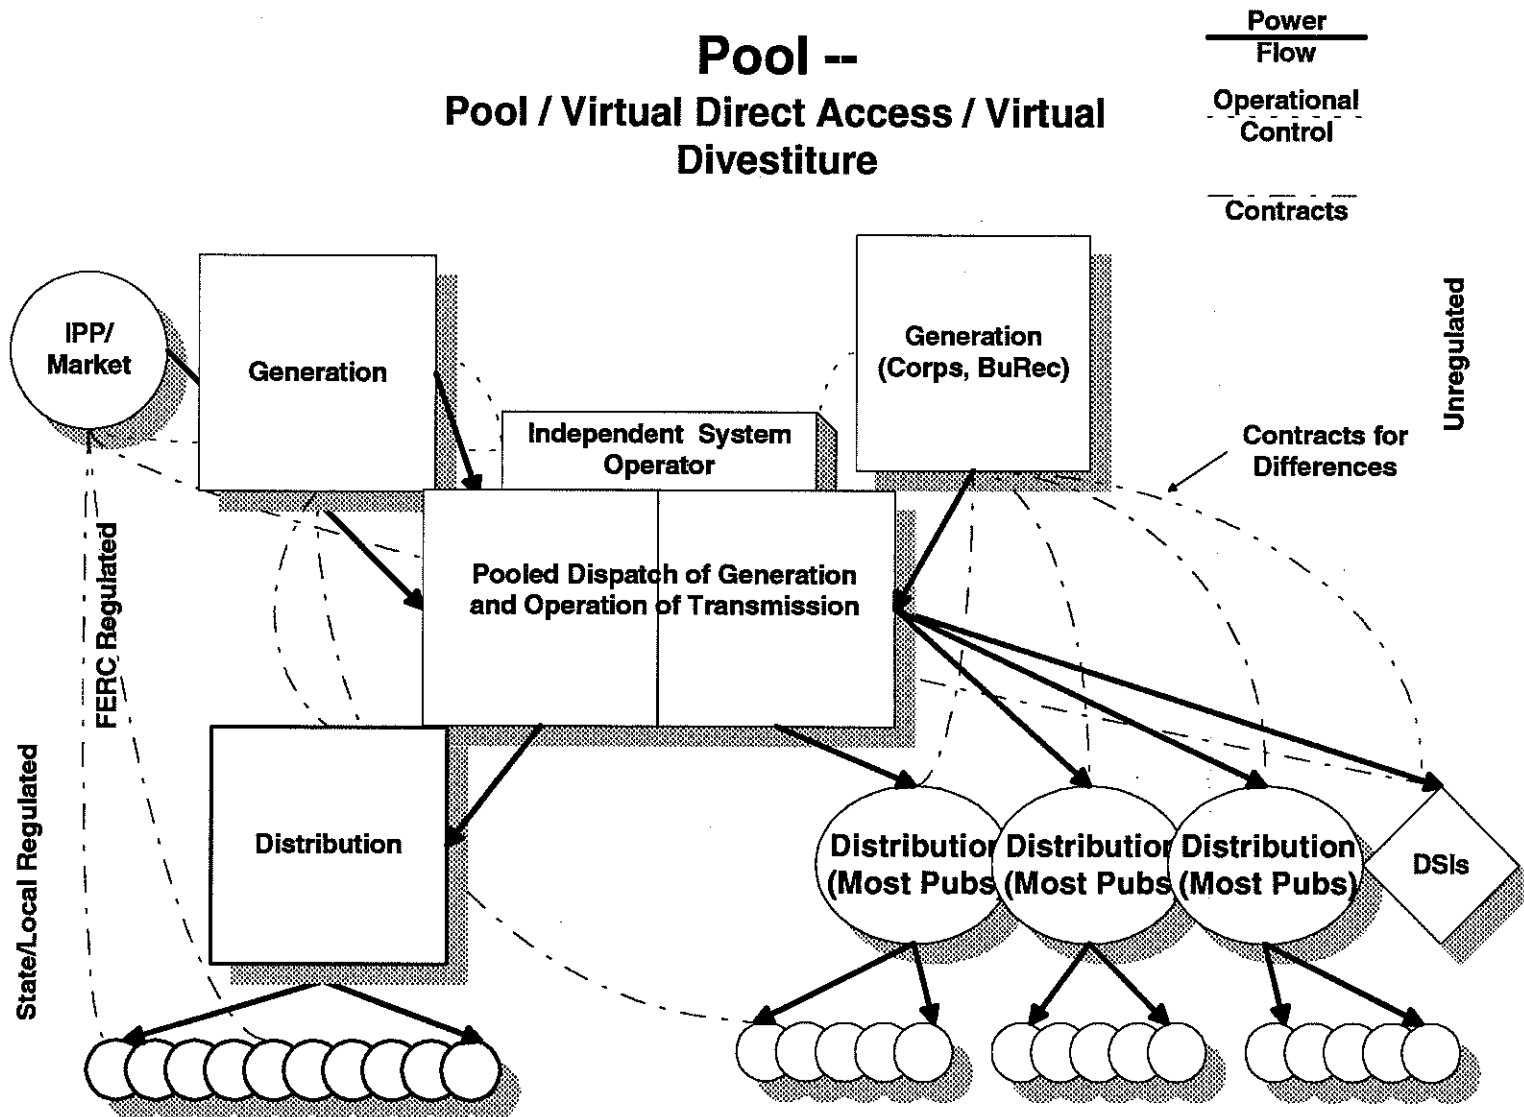 Pool --
Pool / Virtual Direct Access / Virtual
Divestiture
Power
Flow
Operational
Control
Contracts
IPP/
Market
Generation
Generation
(Corps, BuRec)
Unregulated
Independent System
Operator
Contracts for
Differences
Pooled Dispatch of Generation
and Operation of Transmission
FERC Regulated
State/Local Regulated
Distribution
Distribution
(Most Pubs
Distribution
(Most Pubs
Distribution
(Most Pubs)
DSIs